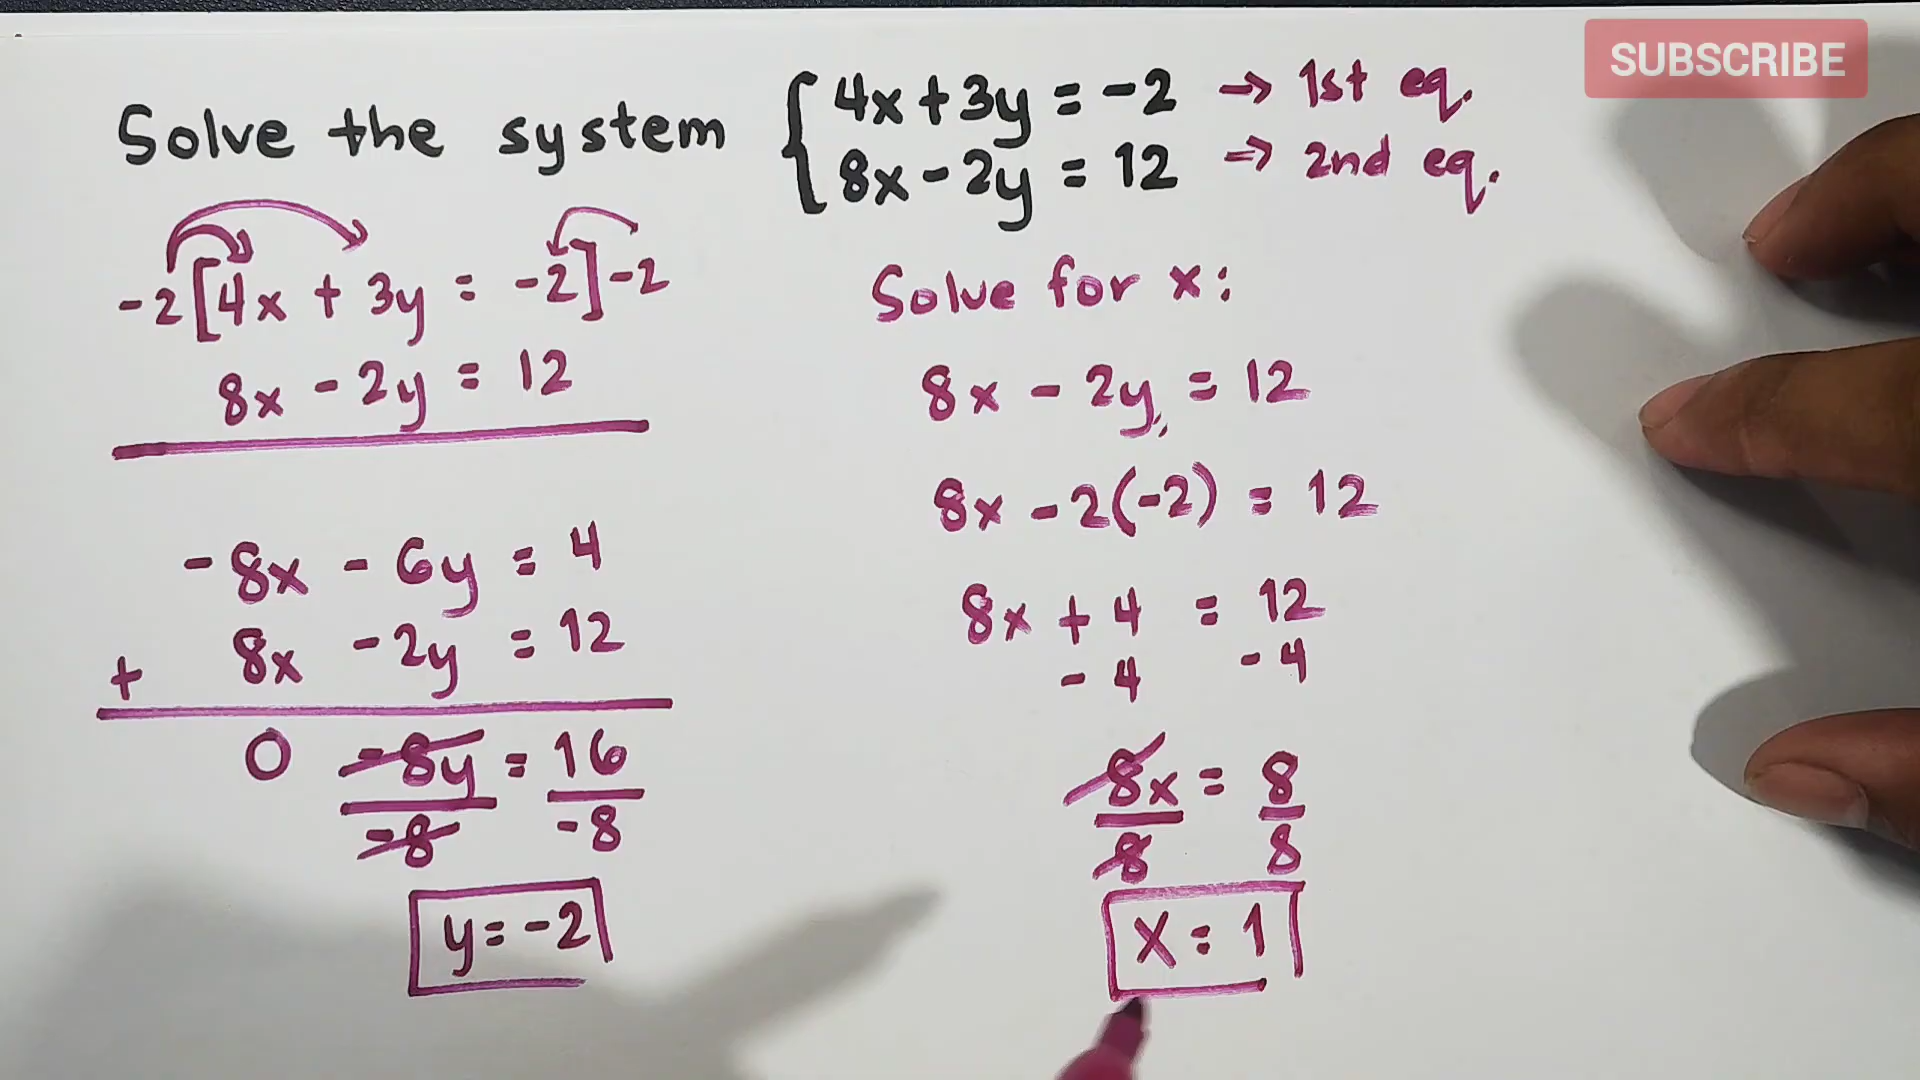 SUBSCRIBE
Solve the system { 4x + 3y = -2 → 1st eq.
8x - 2y = 12 ⇒ 2nd eq.
-2[4x + 3y = -2]-2
8x - 2y = 12
-8x - 6y = 4
+ 8x - 2y = 12
0 -8y = 16
-8 -8
y = -2
Solve for x:
8x - 2y = 12
8x - 2(-2) = 12
8x + 4 = 12
- 4 - 4
8x = 8
8 8
x = 1